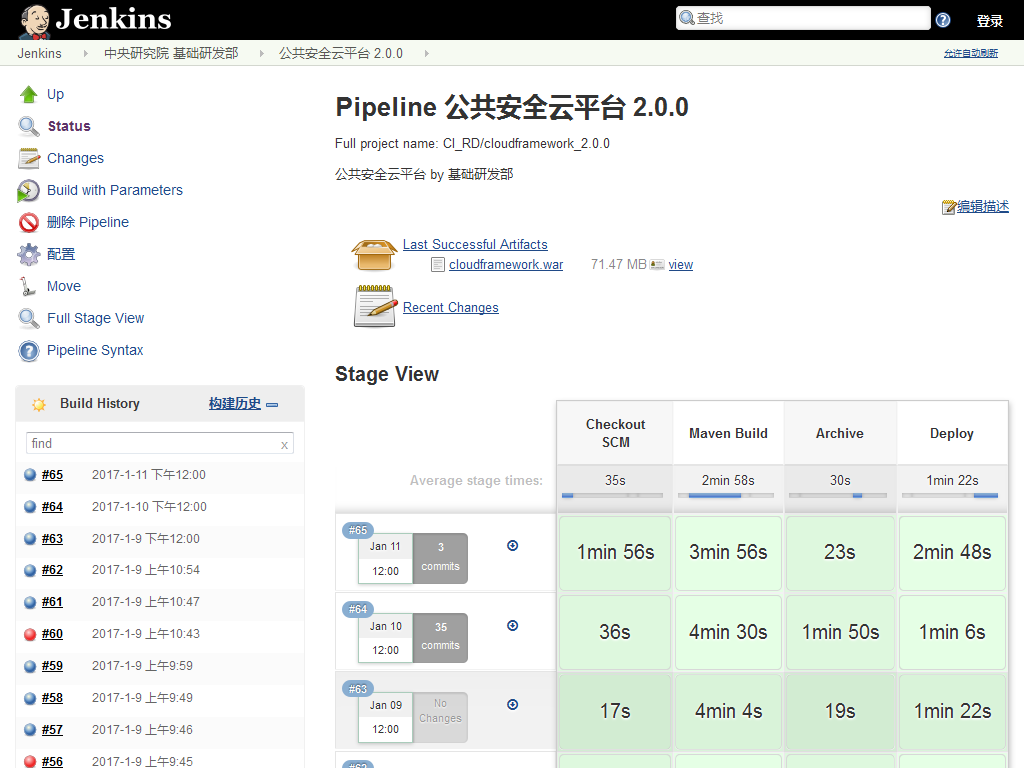 Jenkins
查找
登录
Jenkins
中央研究院 基础研发部
公共安全云平台 2.0.0
允许自动刷新
Up
Status
Changes
Build with Parameters
删除 Pipeline
配置
Move
Full Stage View
Pipeline Syntax
Build History
构建历史
find
x
#65 2017-1-11 下午12:00
#64 2017-1-10 下午12:00
#63 2017-1-9 下午12:00
#62 2017-1-9 上午10:54
#61 2017-1-9 上午10:47
#60 2017-1-9 上午10:43
#59 2017-1-9 上午9:59
#58 2017-1-9 上午9:49
#57 2017-1-9 上午9:46
#56 2017-1-9 上午9:45
Pipeline 公共安全云平台 2.0.0
Full project name: CI_RD/cloudframework_2.0.0
公共安全云平台 by 基础研发部
编辑描述
Last Successful Artifacts
cloudframework.war 71.47 MB view
Recent Changes
Stage View
Checkout
SCM
Maven Build
Archive
Deploy
Average stage times:
35s
2min 58s
30s
1min 22s
#65
Jan 11
12:00
3
commits
1min 56s
3min 56s
23s
2min 48s
#64
Jan 10
12:00
35
commits
36s
4min 30s
1min 50s
1min 6s
#63
Jan 09
12:00
No
Changes
17s
4min 4s
19s
1min 22s
#62